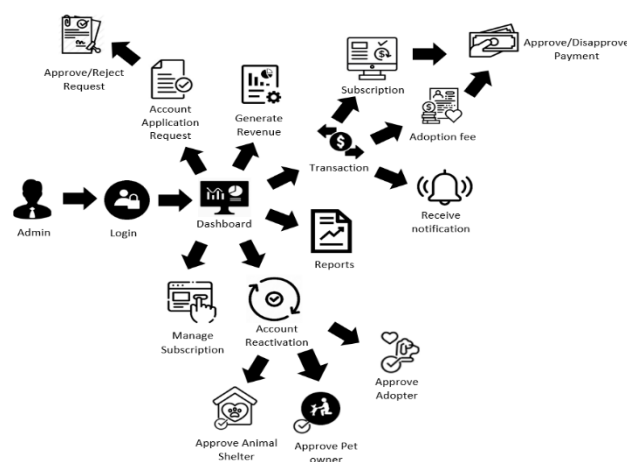 Approve/Reject
Request
Account
Application
Request
Generate
Revenue
Subscription
Approve/Disapprove
Payment
Adoption fee
Transaction
Receive
notification
Admin
Login
Dashboard
Reports
Manage
Subscription
Account
Reactivation
Approve
Adopter
Approve Animal
Shelter
Approve Pet
owner